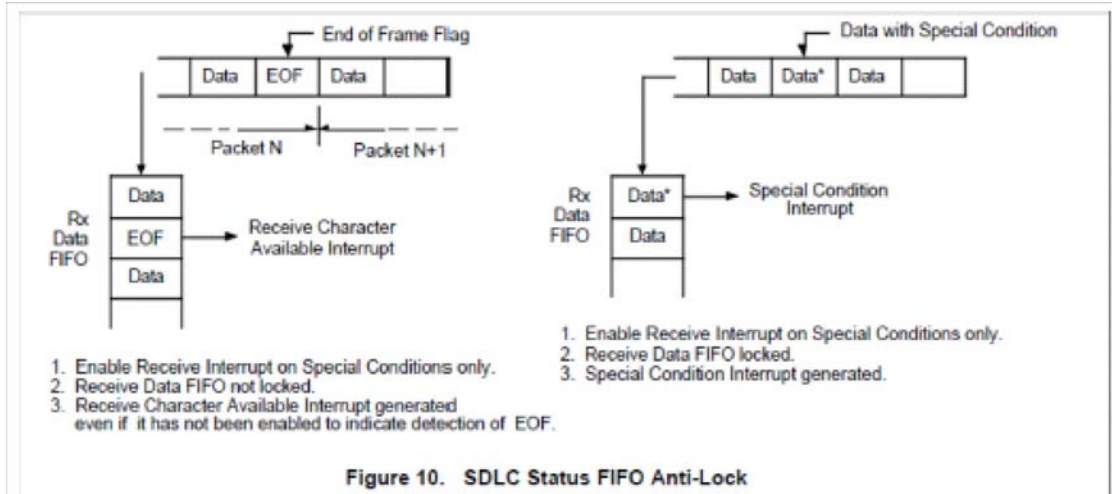 End of Frame Flag
Data EOF Data
Packet N Packet N+1
Rx
Data
FIFO
Data
EOF
Data
Receive Character
Available Interrupt
1. Enable Receive Interrupt on Special Conditions only.
2. Receive Data FIFO not locked.
3. Receive Character Available Interrupt generated
even if it has not been enabled to indicate detection of EOF.
Data with Special Condition
Data Data* Data
Rx
Data
FIFO
Data*
Data
Special Condition
Interrupt
1. Enable Receive Interrupt on Special Conditions only.
2. Receive Data FIFO locked.
3. Special Condition Interrupt generated.
Figure 10. SDLC Status FIFO Anti-Lock